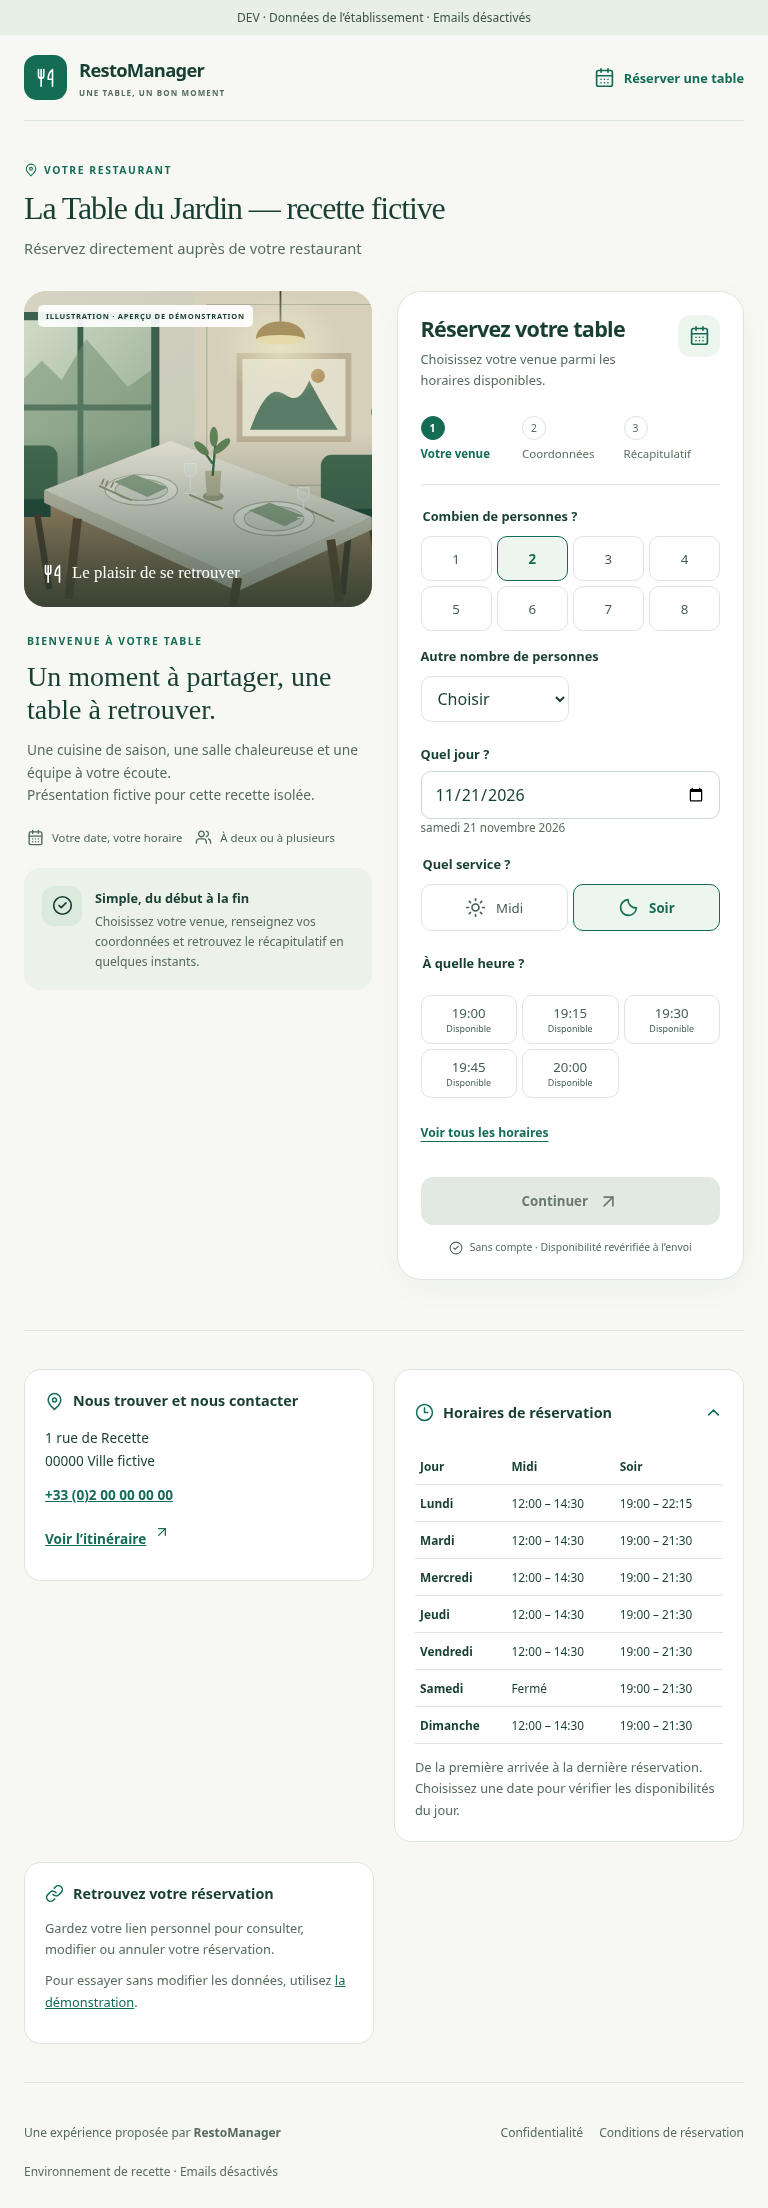 DEV · Données de l’établissement · Emails désactivés
RestoManager
UNE TABLE, UN BON MOMENT
Réserver une table
VOTRE RESTAURANT
La Table du Jardin — recette fictive
Réservez directement auprès de votre restaurant
ILLUSTRATION · APERÇU DE DÉMONSTRATION
Le plaisir de se retrouver
BIENVENUE À VOTRE TABLE
Un moment à partager, une
table à retrouver.
Une cuisine de saison, une salle chaleureuse et une
équipe à votre écoute.
Présentation fictive pour cette recette isolée.
Votre date, votre horaire
À deux ou à plusieurs
Simple, du début à la fin
Choisissez votre venue, renseignez vos
coordonnées et retrouvez le récapitulatif en
quelques instants.
Réservez votre table
Choisissez votre venue parmi les
horaires disponibles.
1 2 3
Votre venue Coordonnées Récapitulatif
Combien de personnes ?
1 2 3 4
5 6 7 8
Autre nombre de personnes
Choisir
Quel jour ?
11/21/2026
samedi 21 novembre 2026
Quel service ?
Midi Soir
À quelle heure ?
19:00 19:15 19:30
Disponible Disponible Disponible
19:45 20:00
Disponible Disponible
Voir tous les horaires
Continuer
Sans compte · Disponibilité revérifiée à l’envoi
Nous trouver et nous contacter
1 rue de Recette
00000 Ville fictive
+33 (0)2 00 00 00 00
Voir l’itinéraire
Horaires de réservation
Jour Midi Soir
Lundi 12:00 – 14:30 19:00 – 22:15
Mardi 12:00 – 14:30 19:00 – 21:30
Mercredi 12:00 – 14:30 19:00 – 21:30
Jeudi 12:00 – 14:30 19:00 – 21:30
Vendredi 12:00 – 14:30 19:00 – 21:30
Samedi Fermé 19:00 – 21:30
Dimanche 12:00 – 14:30 19:00 – 21:30
De la première arrivée à la dernière réservation.
Choisissez une date pour vérifier les disponibilités
du jour.
Retrouvez votre réservation
Gardez votre lien personnel pour consulter,
modifier ou annuler votre réservation.
Pour essayer sans modifier les données, utilisez la
démonstration.
Une expérience proposée par RestoManager
Confidentialité Conditions de réservation
Environnement de recette · Emails désactivés